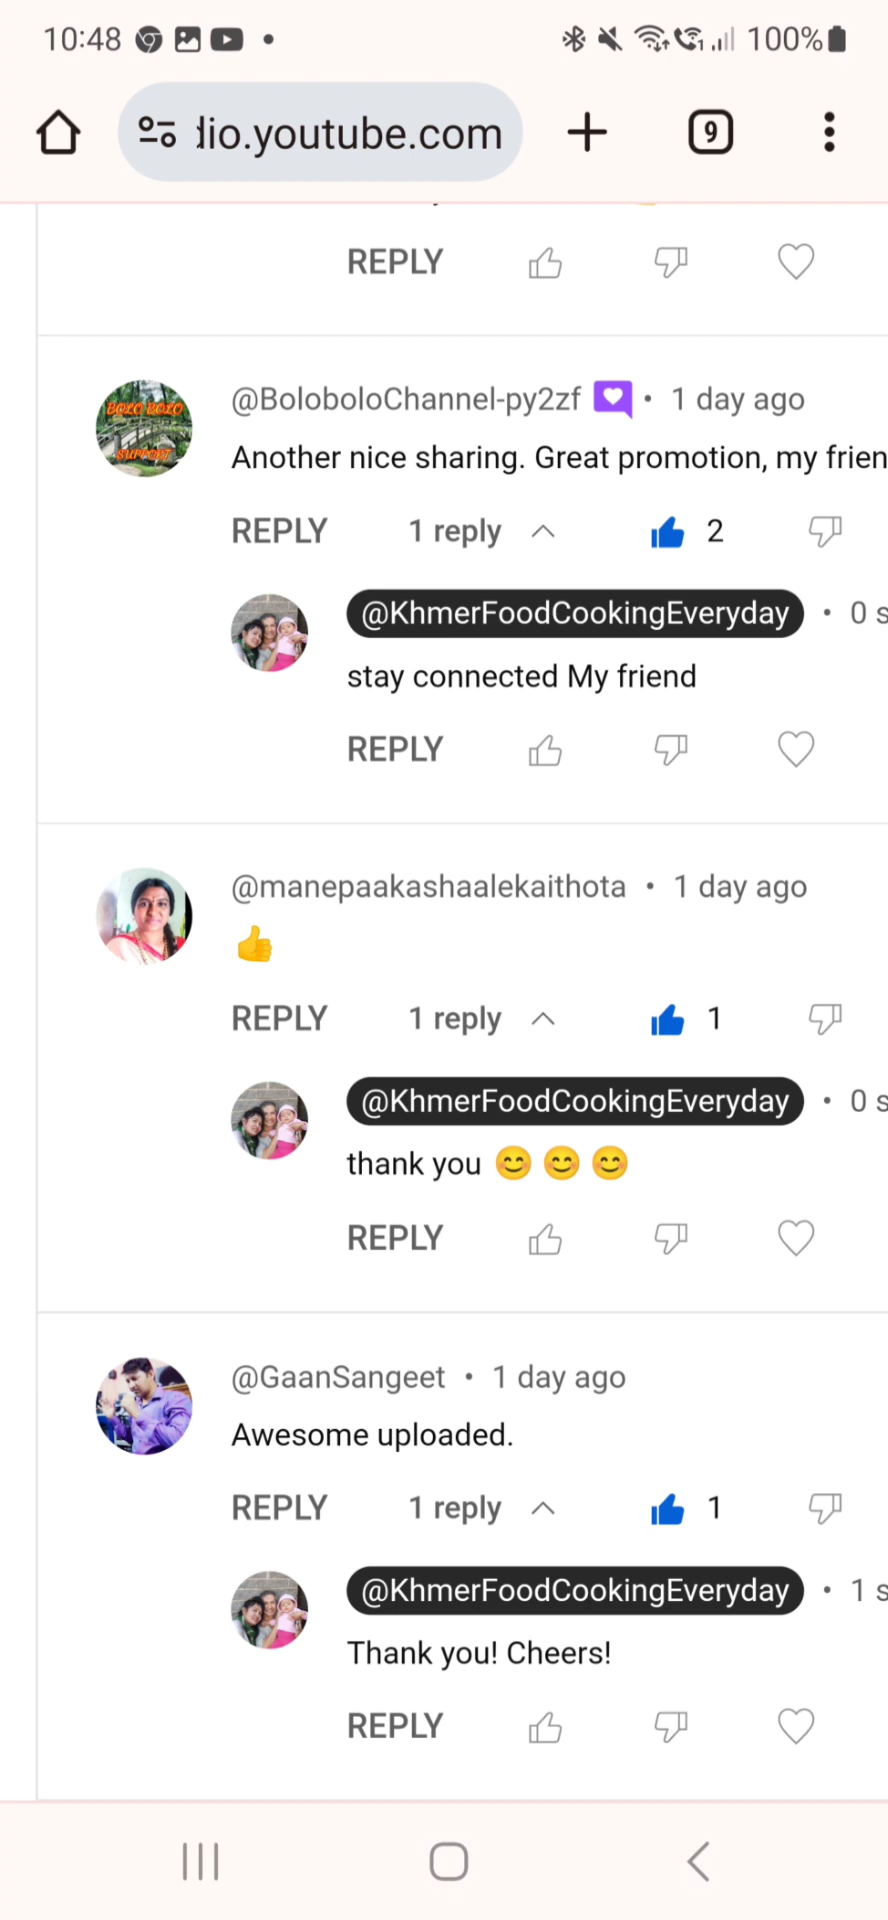 10:48
100%
dio.youtube.com
9
REPLY
@BoloboloChannel-py2zf • 1 day ago
BOLO BOLO
SUPPORT
Another nice sharing. Great promotion, my frien
REPLY 1 reply 2
@KhmerFoodCookingEveryday • 0 s
stay connected My friend
REPLY
@manepaakashaalekaithota • 1 day ago
👍
REPLY 1 reply 1
@KhmerFoodCookingEveryday • 0 s
thank you 😊 😊 😊
REPLY
@GaanSangeet • 1 day ago
Awesome uploaded.
REPLY 1 reply 1
@KhmerFoodCookingEveryday • 1 s
Thank you! Cheers!
REPLY